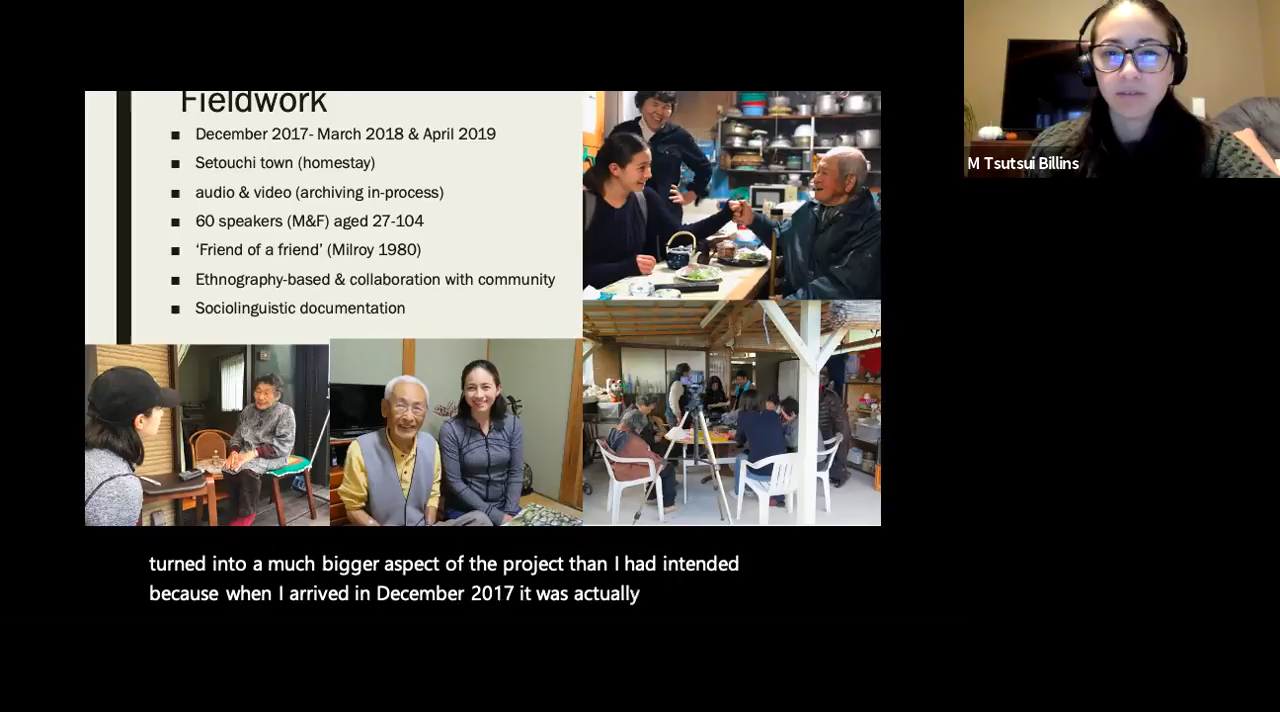 Fieldwork
■ December 2017- March 2018 & April 2019
■ Setouchi town (homestay)
■ audio & video (archiving in-process)
■ 60 speakers (M&F) aged 27-104
■ ‘Friend of a friend’ (Milroy 1980)
■ Ethnography-based & collaboration with community
■ Sociolinguistic documentation
M Tsutsui Billins
turned into a much bigger aspect of the project than I had intended
because when I arrived in December 2017 it was actually